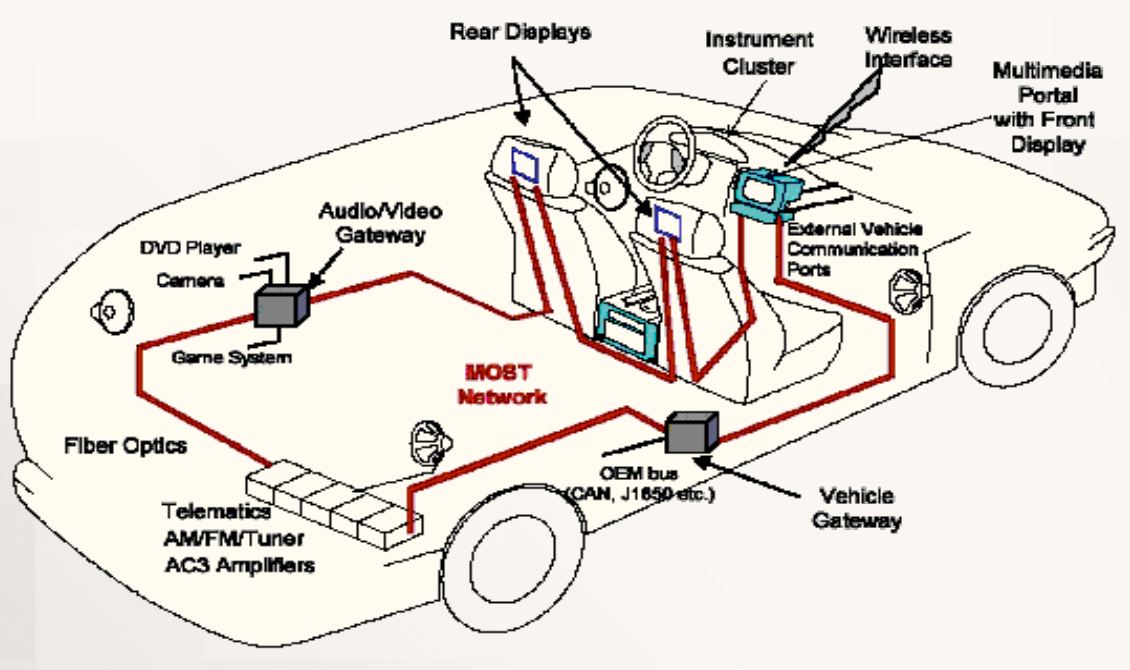 Rear Displays
Instrument
Cluster
Wireless
Interface
Multimedia
Portal
with Front
Display
Audio/Video
Gateway
DVD Player
Camera
Game System
External Vehicle
Communication
Ports
MOST
Network
Fiber Optics
OEM bus
(CAN, J1850 etc.)
Vehicle
Gateway
Telematics
AM/FM/Tuner
AC3 Amplifiers